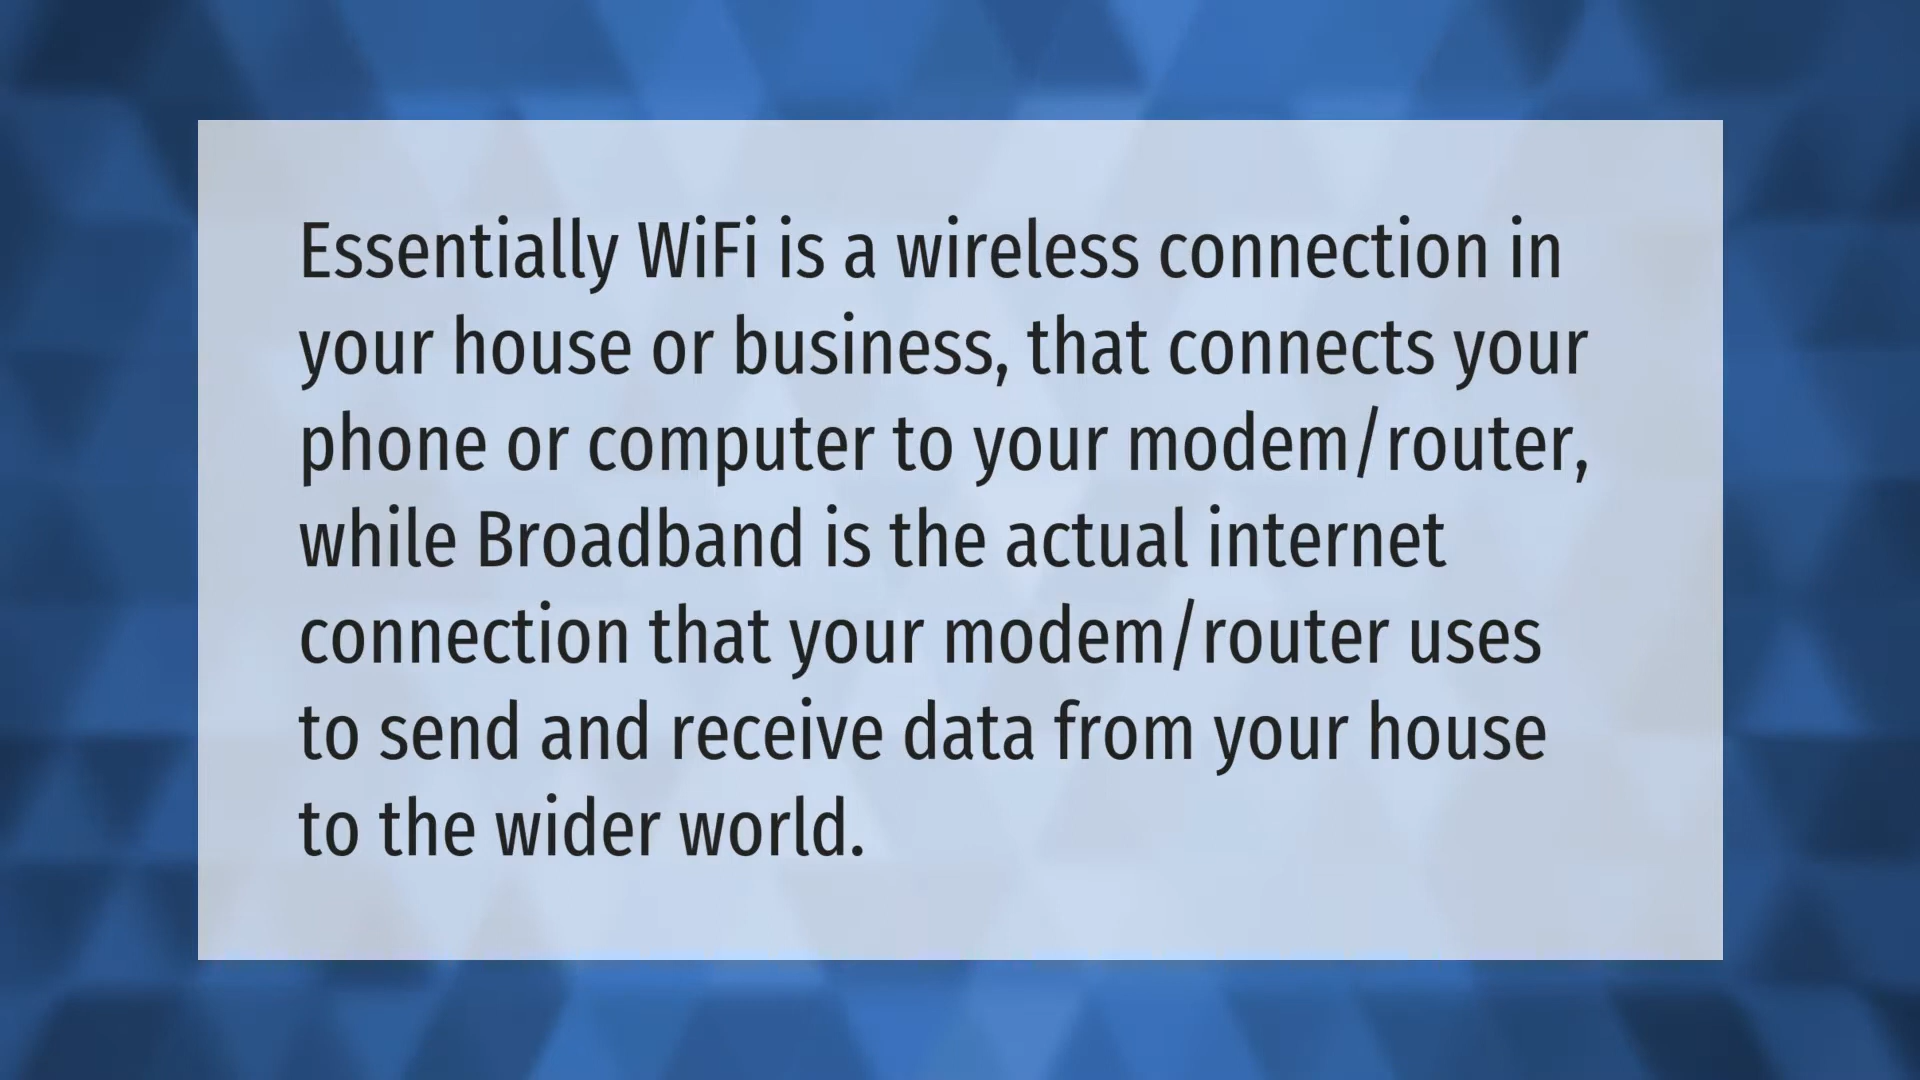 Essentially WiFi is a wireless connection in
your house or business, that connects your
phone or computer to your modem/router,
while Broadband is the actual internet
connection that your modem/router uses
to send and receive data from your house
to the wider world.